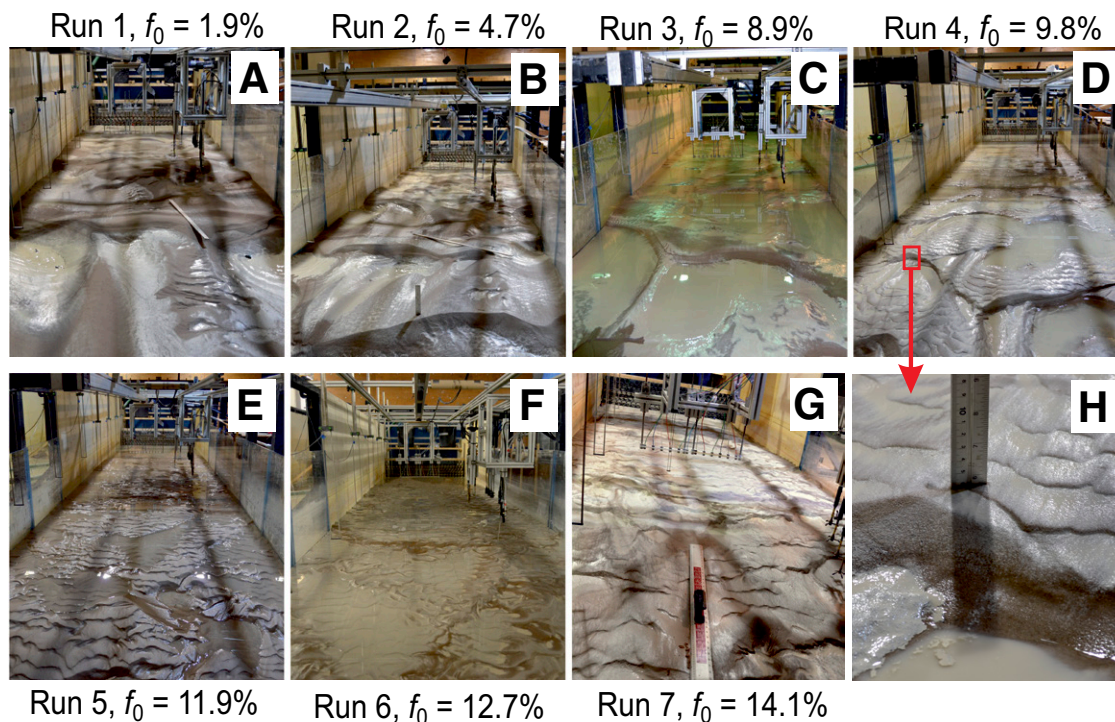 Run 1, f₀ = 1.9%
Run 2, f₀ = 4.7%
Run 3, f₀ = 8.9%
Run 4, f₀ = 9.8%
A
B
C
D
E
F
G
H
Run 5, f₀ = 11.9%
Run 6, f₀ = 12.7%
Run 7, f₀ = 14.1%